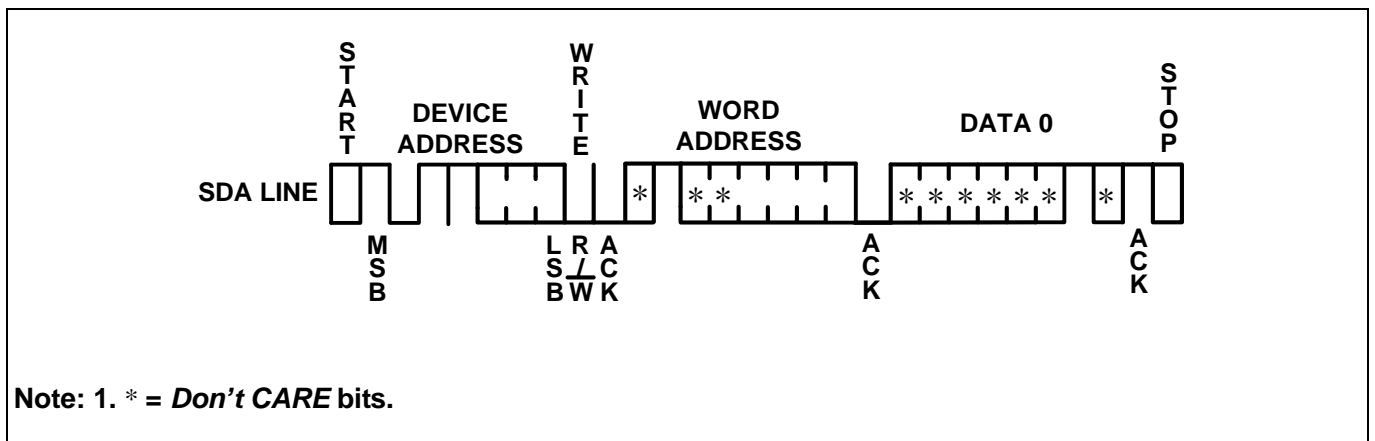 START
WRITE
STOP
DEVICE
ADDRESS
WORD
ADDRESS
DATA 0
SDA LINE
* * * * * * * * * *
MSB
LSB
R/W
ACK
ACK
ACK
Note: 1. * = Don't CARE bits.